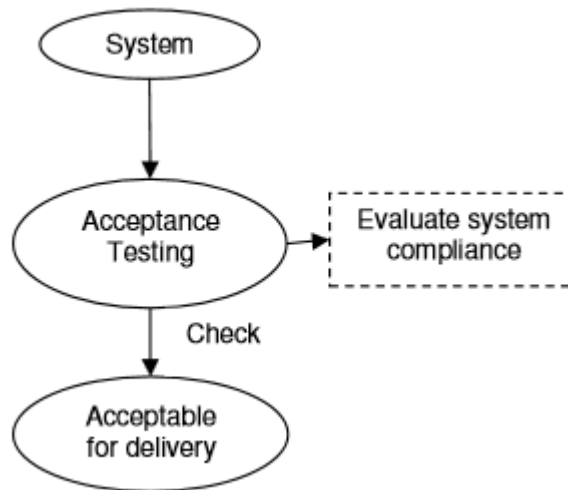 System
Acceptance
Testing
Evaluate system
compliance
Check
Acceptable
for delivery